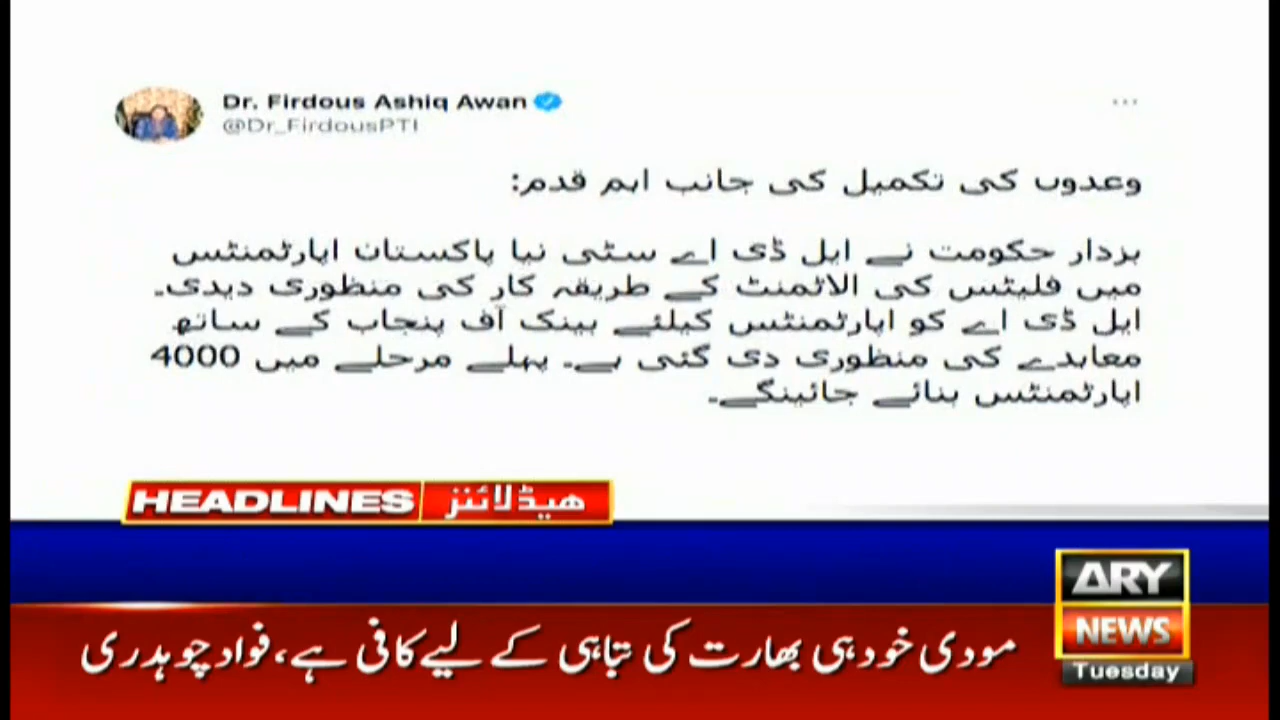 Dr. Firdous Ashiq Awan
@Dr_FirdousPTI
وعدوں کی تکمیل کی جانب اہم قدم:
بزدار حکومت نے ایل ڈی اے سٹی نیا پاکستان اپارٹمنٹس
میں فلیٹس کی الاٹمنٹ کے طریقہ کار کی منظوری دیدی۔
ایل ڈی اے کو اپارٹمنٹس کیلئے بینک آف پنجاب کے ساتھ
معاہدے کی منظوری دی گئی ہے۔ پہلے مرحلے میں 4000
اپارٹمنٹس بنائے جائینگے۔
HEADLINES ھیڈلائنز
ARY
NEWS
Tuesday
مودی خود ہی بھارت کی تباہی کے لیے کافی ہے، فواد چوہدری